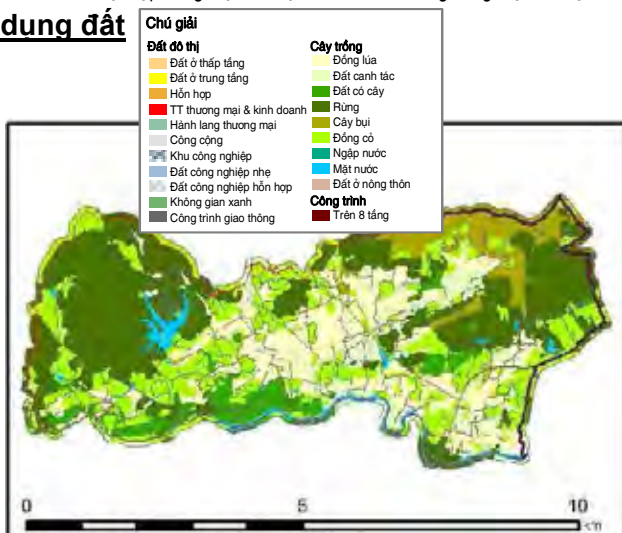 dụng đất
Chú giải
Đất đô thị
Đất ở thấp tầng
Đất ở trung tầng
Hỗn hợp
TT thương mại & kinh doanh
Hành lang thương mại
Công cộng
Khu công nghiệp
Đất công nghiệp nhẹ
Đất công nghiệp hỗn hợp
Không gian xanh
Công trình giao thông
Cây trồng
Đồng lúa
Đất canh tác
Đất có cây
Rừng
Cây bụi
Đồng cỏ
Ngập nước
Mặt nước
Đất ở nông thôn
Công trình
Trên 8 tầng
0 5 10